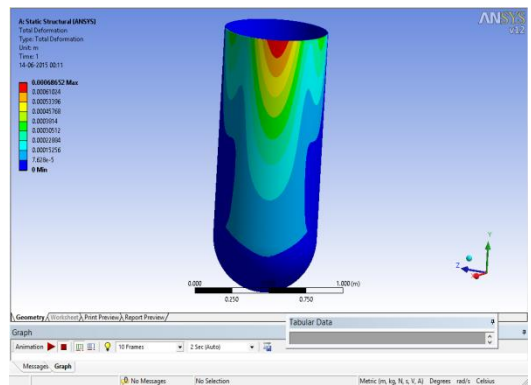 A: Static Structural (ANSYS)
Total Deformation
Type: Total Deformation
Unit: m
Time: 1
14-06-2015 00:11
0.00068652 Max
0.00061024
0.00053396
0.00045768
0.0003814
0.00030512
0.00022884
0.00015256
7.628e-5
0 Min
ANSYS
V12
Y
Z
0.000
1.000 (m)
0.250
0.750
Geometry Worksheet Print Preview Report Preview
Graph
Tabular Data
Animation 10 Frames 2 Sec (Auto)
Messages Graph
No Messages No Selection Metric (m, kg, N, s, V, A) Degrees rad/s Celsius